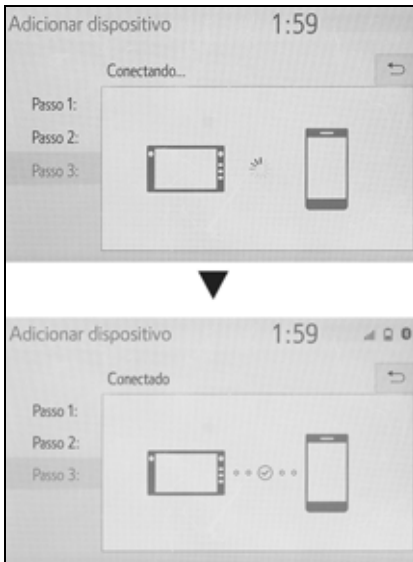 Adicionar dispositivo 1:59
Conectando...
Passo 1:
Passo 2:
Passo 3:
Adicionar dispositivo 1:59
Conectado
Passo 1:
Passo 2:
Passo 3: